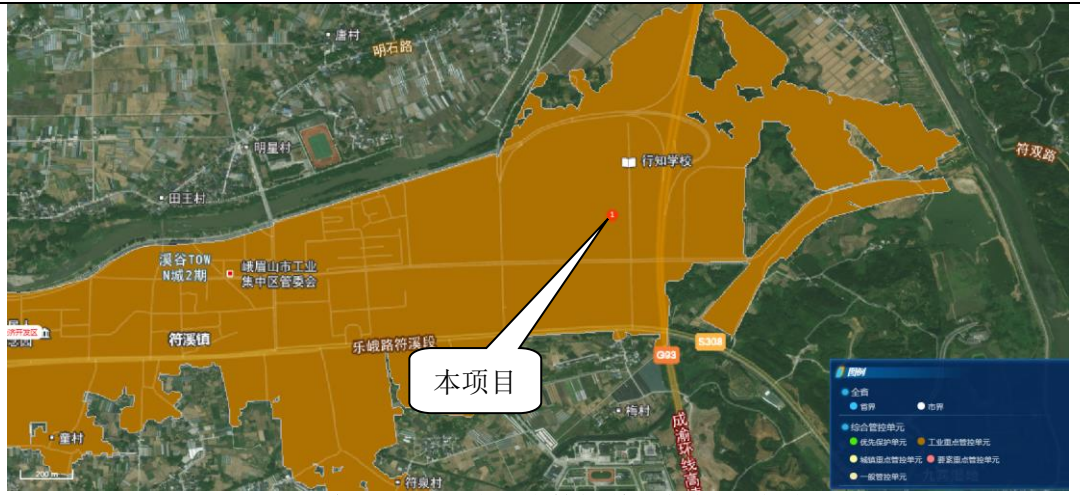 唐村
明石路
符双路
明星村
行知学校
田王村
溪谷TOW
N城2期
峨眉山市工业
集中区管委会
济开发区
符溪镇
乐峨路符溪段
G93
S308
本项目
梅村
成渝环线高
童村
200 m
符泉村
图例
全省
省界
市界
综合管控单元
优先保护单元
工业重点管控单元
城镇重点管控单元
要素重点管控单元
一般管控单元